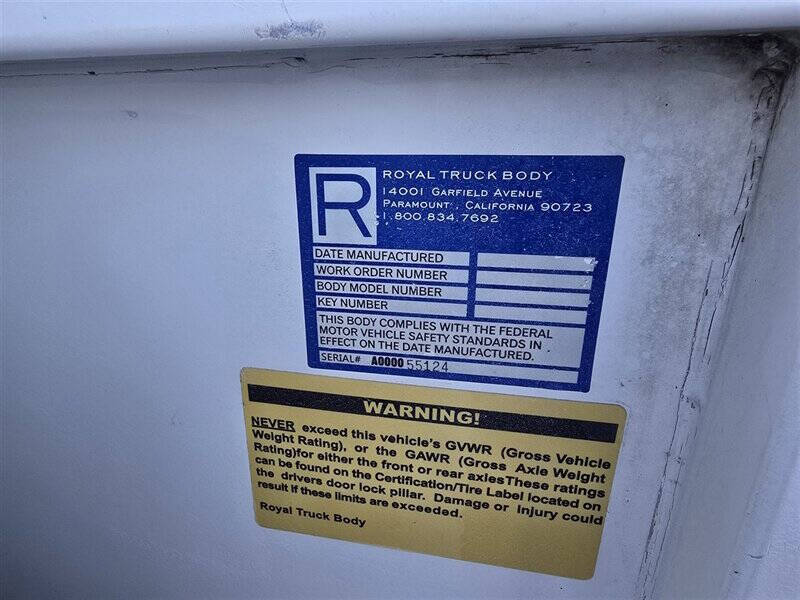 R
ROYAL TRUCK BODY
14001 GARFIELD AVENUE
PARAMOUNT, CALIFORNIA 90723
1.800.834.7692
DATE MANUFACTURED
WORK ORDER NUMBER
BODY MODEL NUMBER
KEY NUMBER
THIS BODY COMPLIES WITH THE FEDERAL
MOTOR VEHICLE SAFETY STANDARDS IN
EFFECT ON THE DATE MANUFACTURED.
SERIAL# A0000 55124
WARNING!
NEVER exceed this vehicle's GVWR (Gross Vehicle
Weight Rating), or the GAWR (Gross Axle Weight
Rating)for either the front or rear axlesThese ratings
can be found on the Certification/Tire Label located on
the drivers door lock pillar. Damage or Injury could
result if these limits are exceeded.
Royal Truck Body